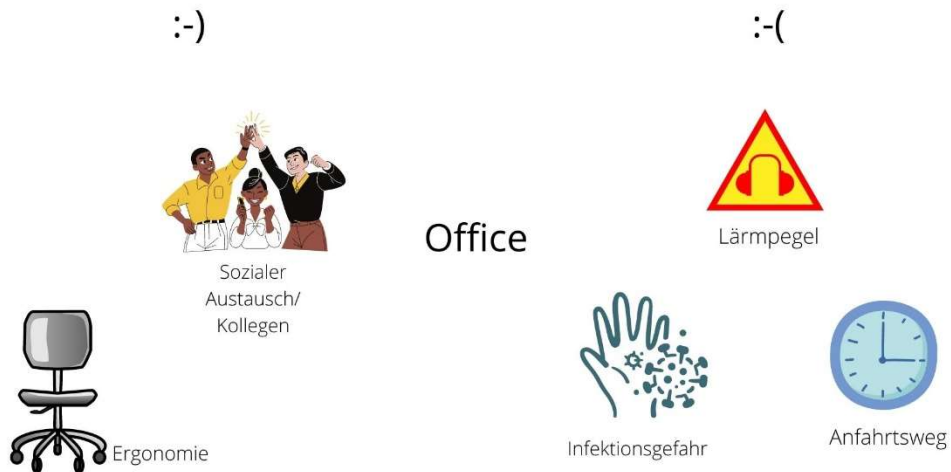 :-)
:-(
Office
Lärmpegel
Sozialer
Austausch/
Kollegen
Ergonomie
Infektionsgefahr
Anfahrtsweg